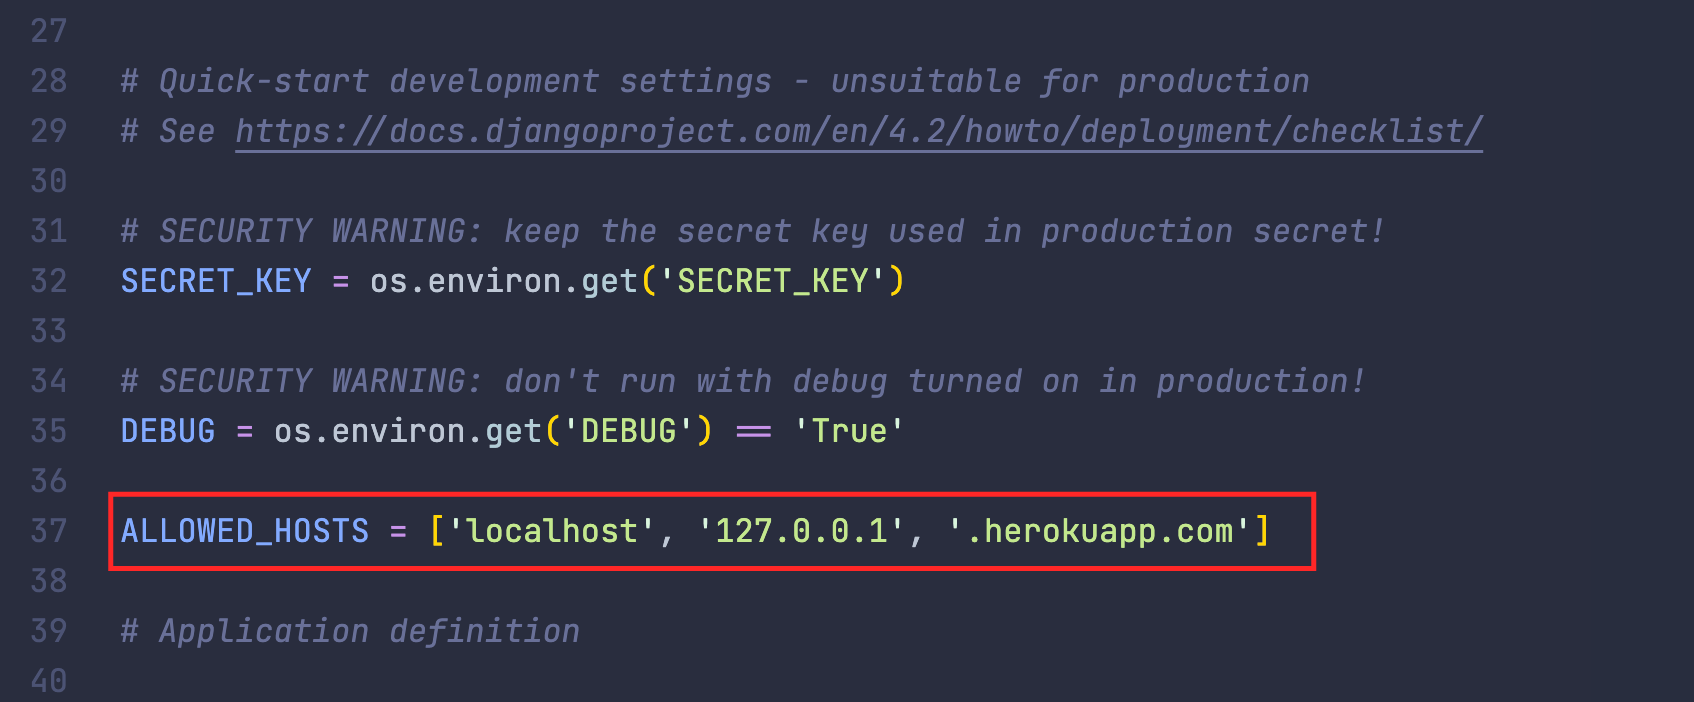 27
28 # Quick-start development settings - unsuitable for production
29 # See https://docs.djangoproject.com/en/4.2/howto/deployment/checklist/
30
31 # SECURITY WARNING: keep the secret key used in production secret!
32 SECRET_KEY = os.environ.get('SECRET_KEY')
33
34 # SECURITY WARNING: don't run with debug turned on in production!
35 DEBUG = os.environ.get('DEBUG') == 'True'
36
37 ALLOWED_HOSTS = ['localhost', '127.0.0.1', '.herokuapp.com']
38
39 # Application definition
40